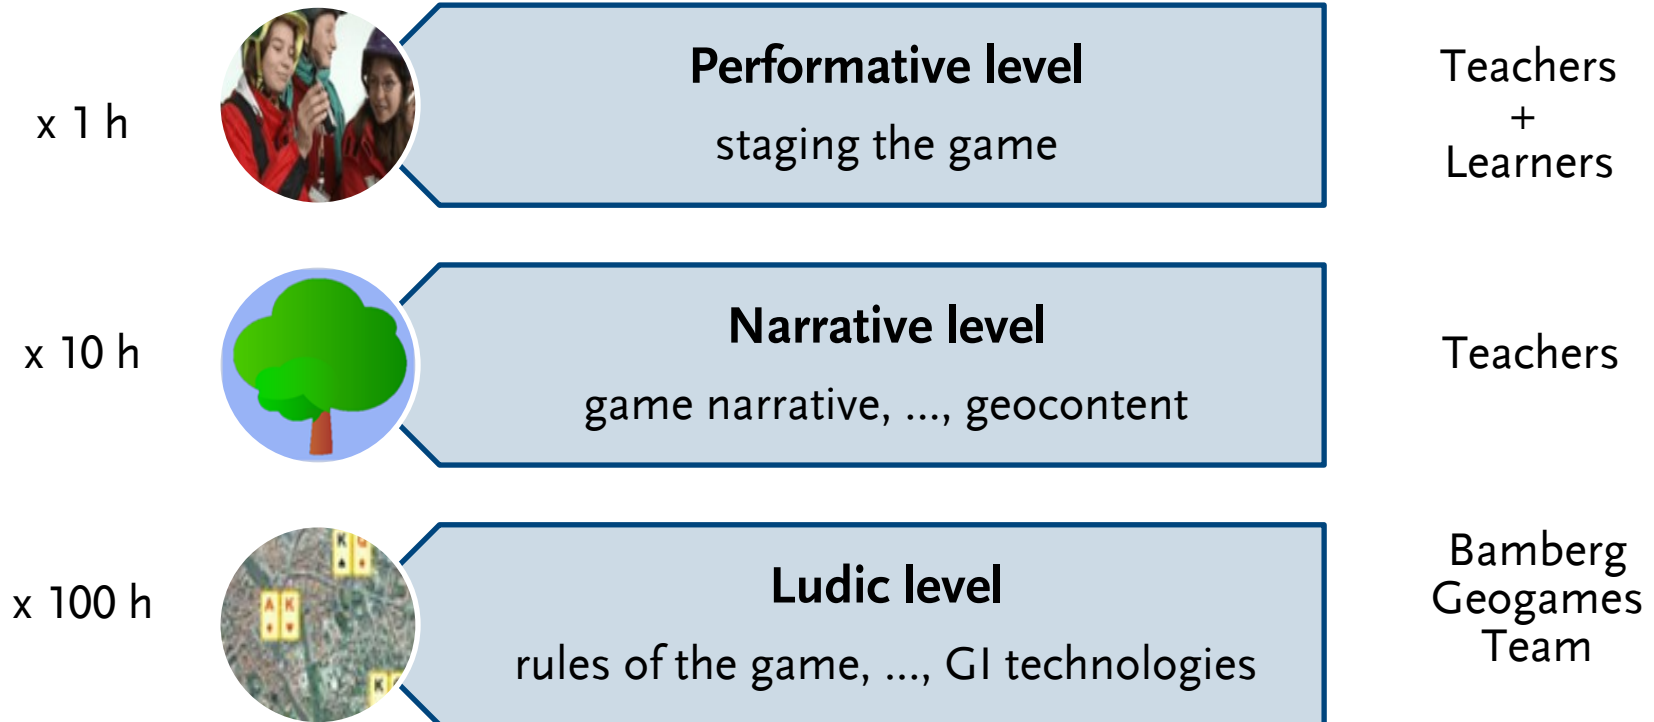 x 1 h
Performative level
staging the game
Teachers
+
Learners
x 10 h
Narrative level
game narrative, ..., geocontent
Teachers
x 100 h
A K
K
K
Ludic level
rules of the game, ..., GI technologies
Bamberg
Geogames
Team